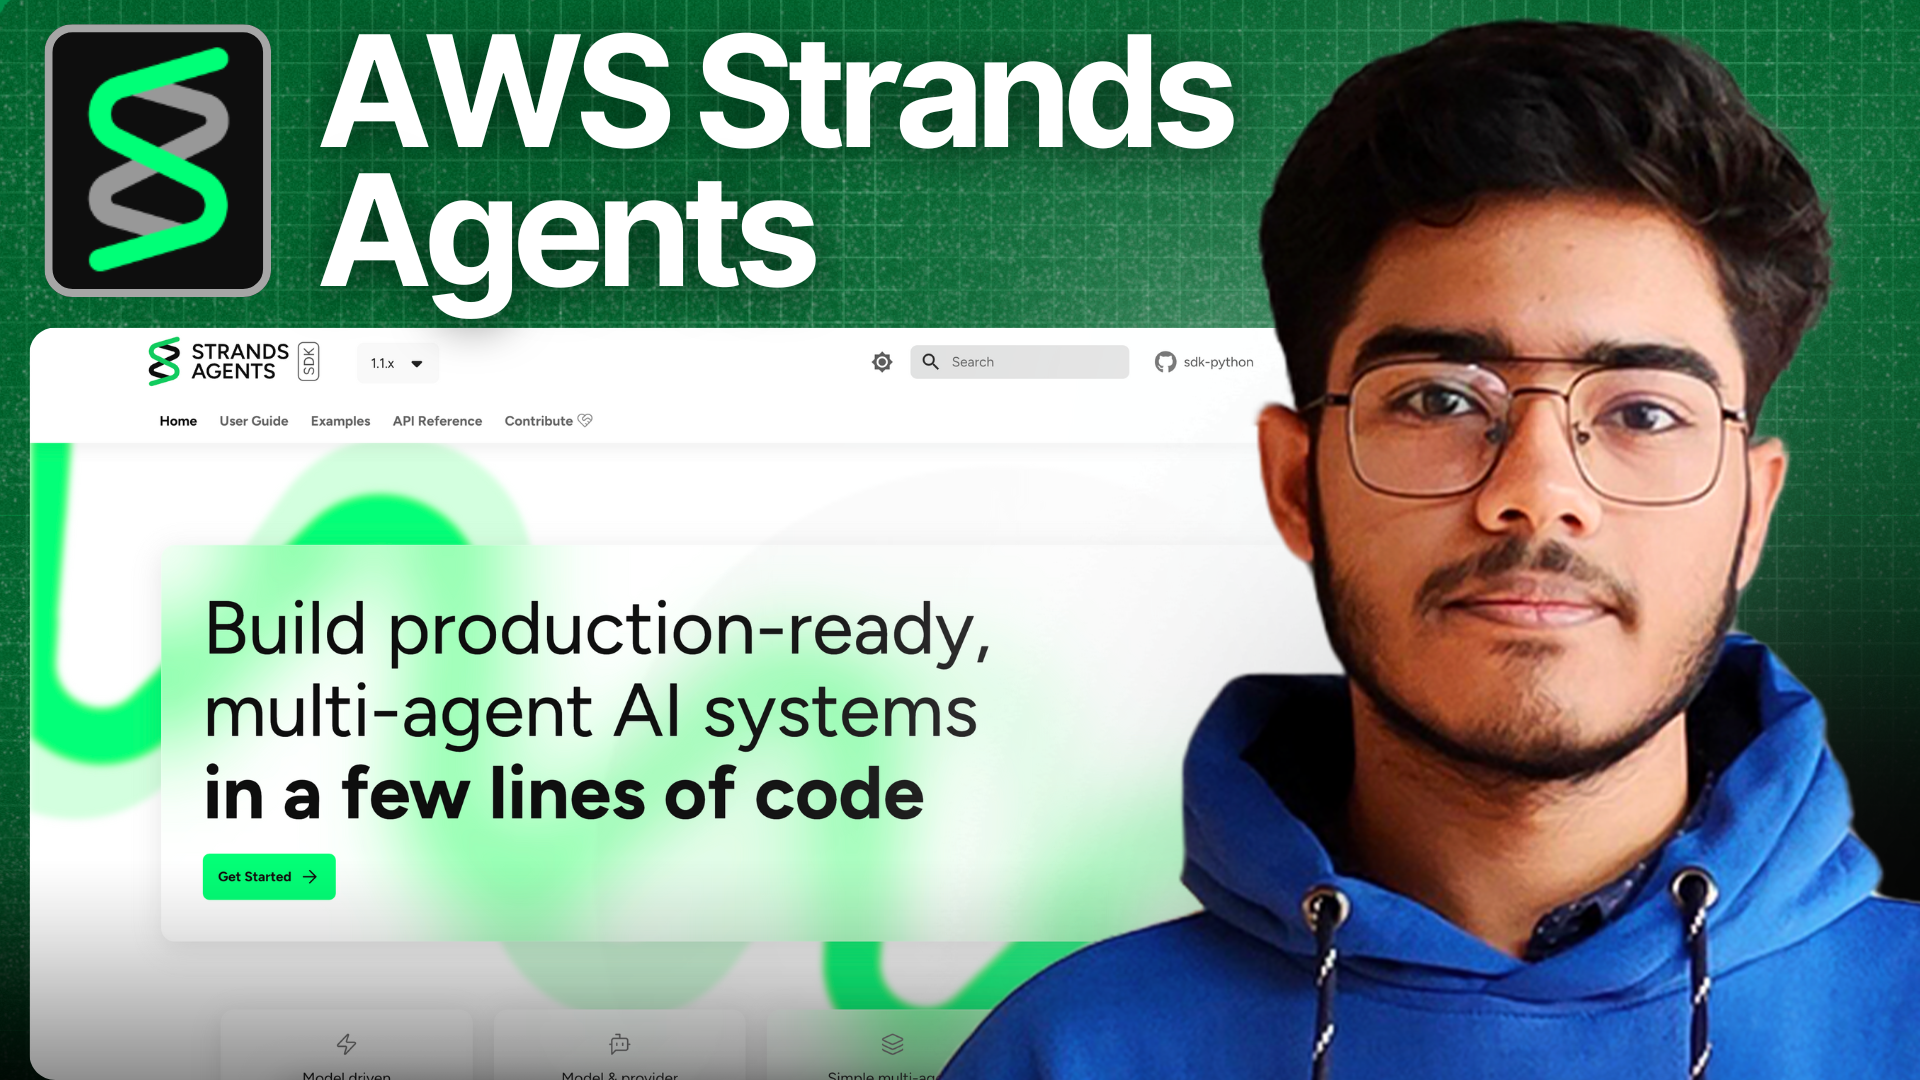 AWS Strands
Agents
STRANDS
AGENTS
SDK
1.1.x
Search
sdk-python
Home
User Guide
Examples
API Reference
Contribute
Build production-ready,
multi-agent AI systems
in a few lines of code
Get Started
Model driven
Model & provider
Simple multi-ag